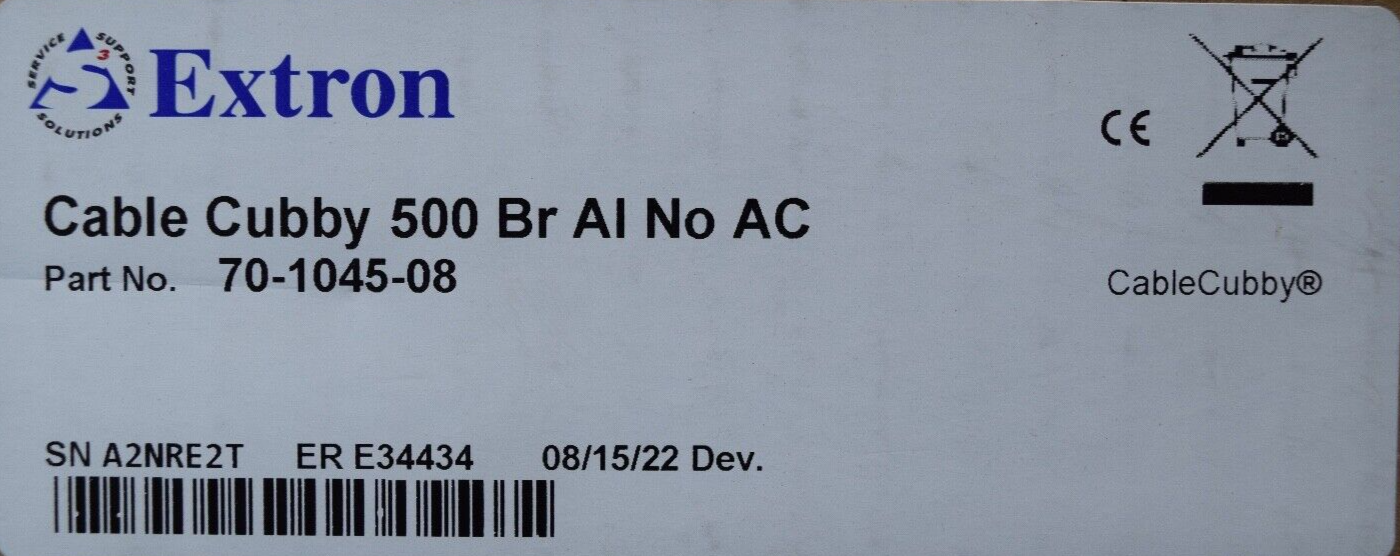 SERVICE SUPPORT SOLUTIONS
3
Extron
CE
Cable Cubby 500 Br Al No AC
Part No. 70-1045-08
CableCubby®
SN A2NRE2T ER E34434 08/15/22 Dev.